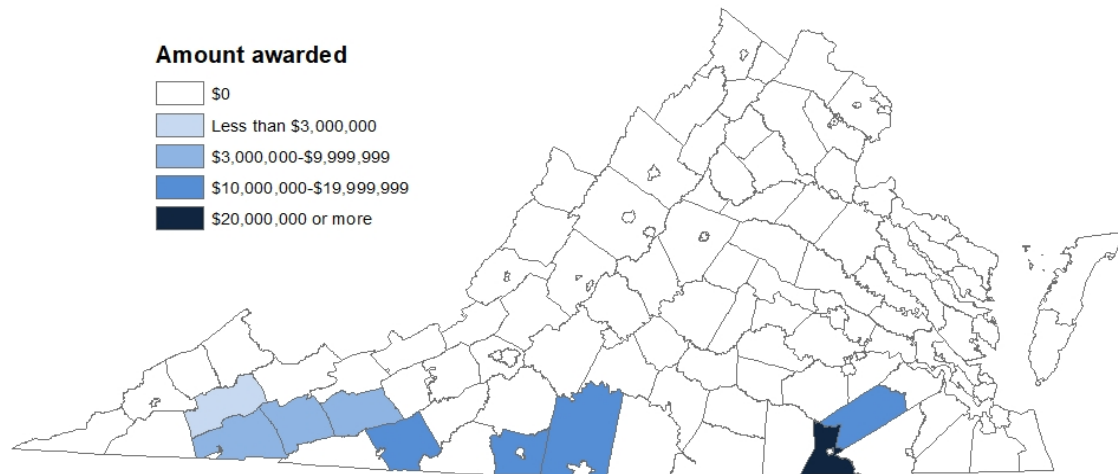 Amount awarded
$0
Less than $3,000,000
$3,000,000-$9,999,999
$10,000,000-$19,999,999
$20,000,000 or more